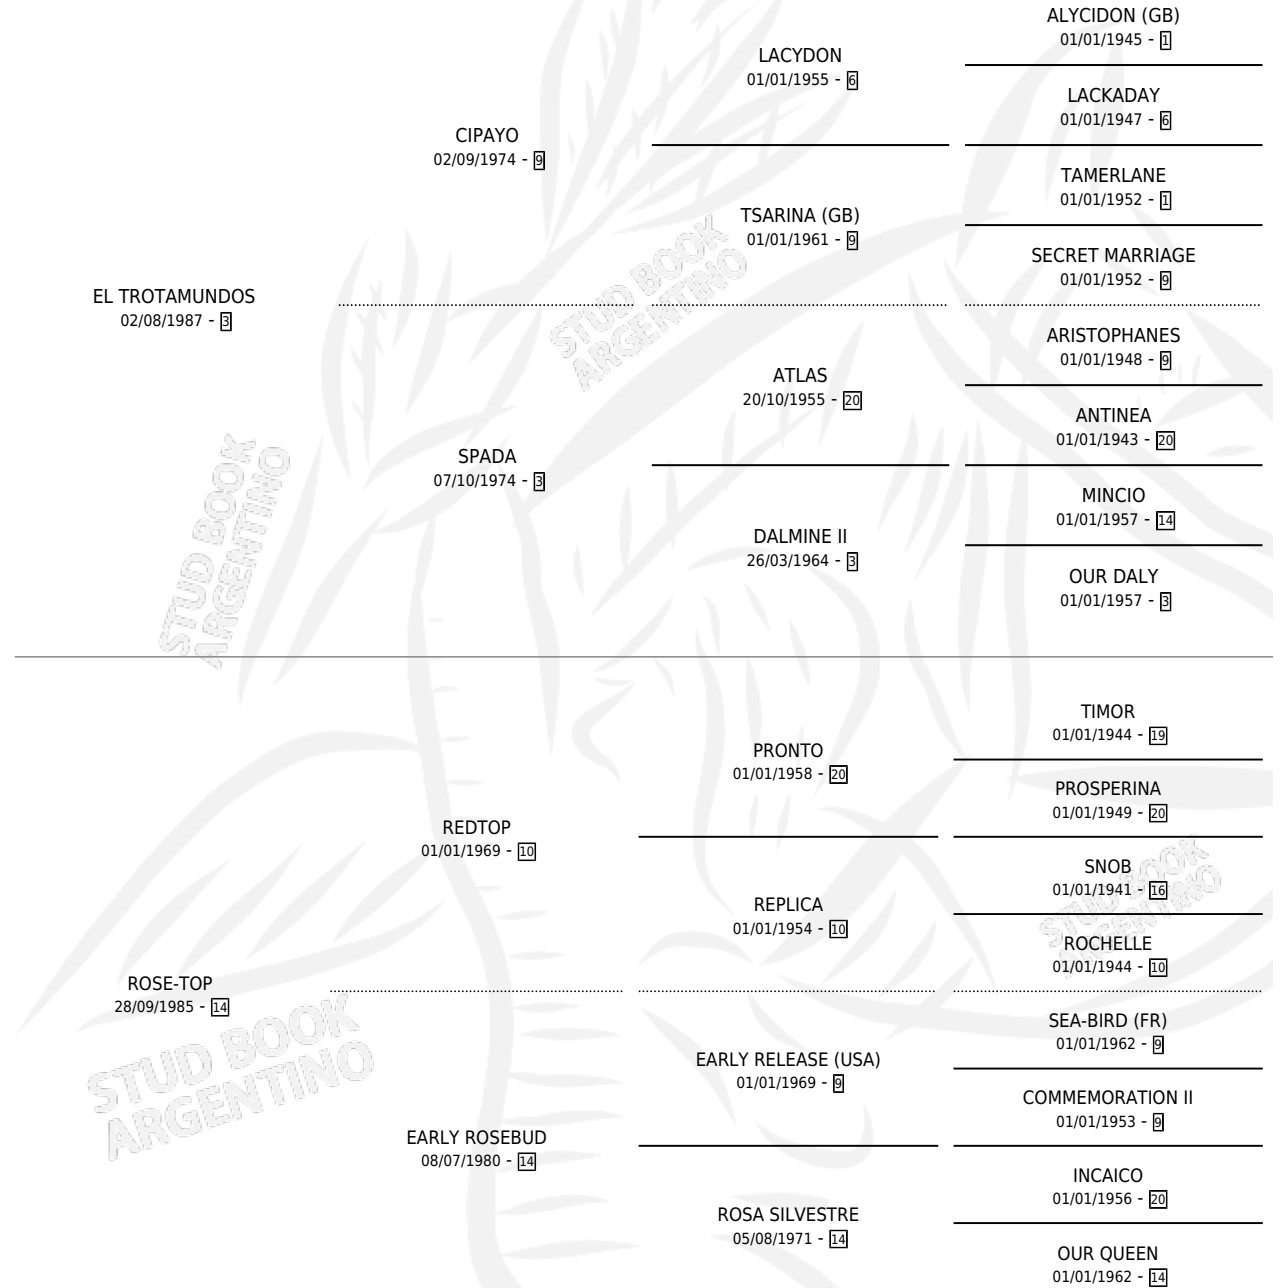 ALYCIDON (GB)
01/01/1945 - 1
LACYDON
01/01/1955 - 6
LACKADAY
01/01/1947 - 6
CIPAYO
02/09/1974 - 9
TAMERLANE
01/01/1952 - 1
TSARINA (GB)
01/01/1961 - 9
SECRET MARRIAGE
01/01/1952 - 9
EL TROTAMUNDOS
02/08/1987 - 3
ARISTOPHANES
01/01/1948 - 9
ATLAS
20/10/1955 - 20
ANTINEA
01/01/1943 - 20
SPADA
07/10/1974 - 3
MINCIO
01/01/1957 - 14
DALMINE II
26/03/1964 - 3
OUR DALY
01/01/1957 - 3
TIMOR
01/01/1944 - 19
PRONTO
01/01/1958 - 20
PROSPERINA
01/01/1949 - 20
REDTOP
01/01/1969 - 10
SNOB
01/01/1941 - 16
REPLICA
01/01/1954 - 10
ROCHELLE
01/01/1944 - 10
ROSE-TOP
28/09/1985 - 14
SEA-BIRD (FR)
01/01/1962 - 9
EARLY RELEASE (USA)
01/01/1969 - 9
COMMEMORATION II
01/01/1953 - 9
EARLY ROSEBUD
08/07/1980 - 14
INCAICO
01/01/1956 - 20
ROSA SILVESTRE
05/08/1971 - 14
OUR QUEEN
01/01/1962 - 14
STUD BOOK
ARGENTINO
STUD BOOK
ARGENTINO
STUD BOOK
ARGENTINO
STUD BOOK
ARGENTINO